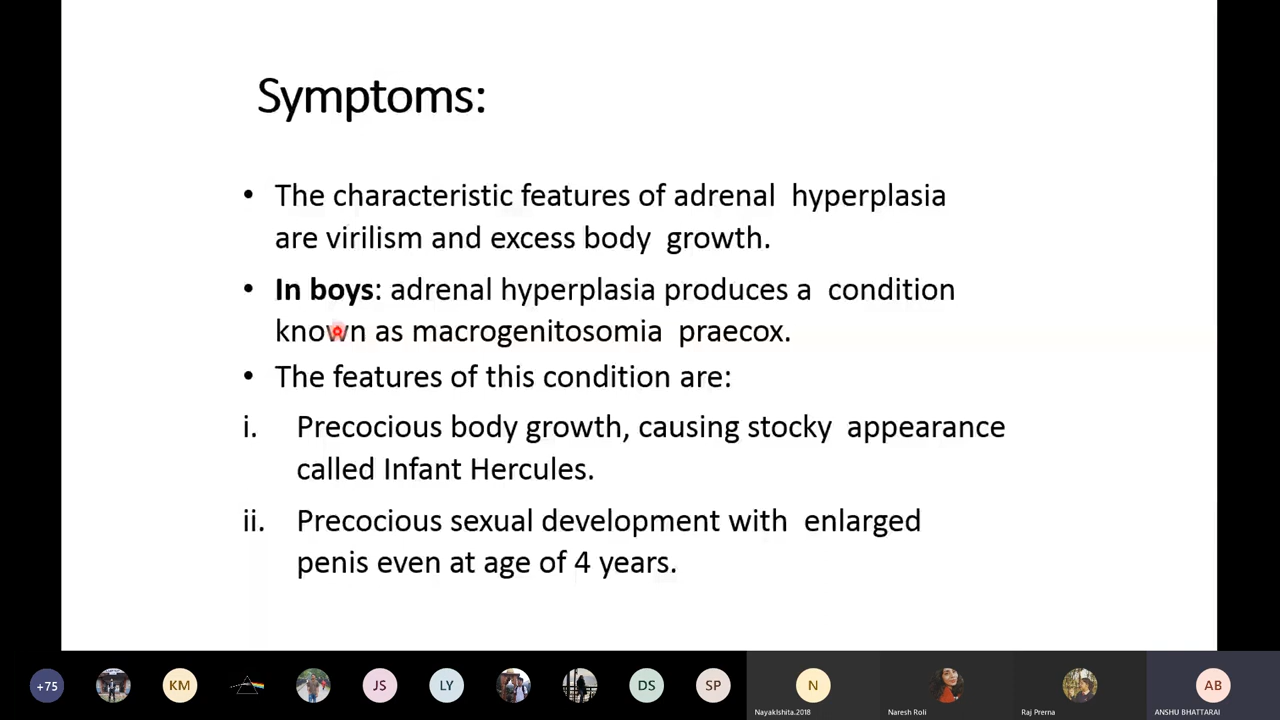 Symptoms:
• The characteristic features of adrenal hyperplasia
are virilism and excess body growth.
• In boys: adrenal hyperplasia produces a condition
known as macrogenitosomia praecox.
• The features of this condition are:
i. Precocious body growth, causing stocky appearance
called Infant Hercules.
ii. Precocious sexual development with enlarged
penis even at age of 4 years.
+75 KM JS LY DS SP N AB
NayakIshita.2018 Naresh Roli Raj Prerna ANSHU BHATTARAI